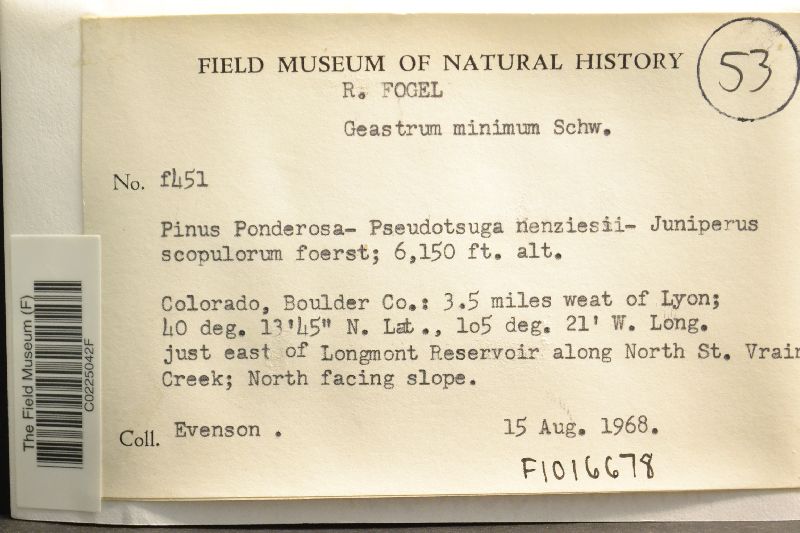 FIELD MUSEUM OF NATURAL HISTORY
53
R. FOGEL
Geastrum minimum Schw.
No. f451
Pinus Ponderosa- Pseudotsuga nenziesii- Juniperus
scopulorum foerst; 6,150 ft. alt.
Colorado, Boulder Co.: 3.5 miles weat of Lyon;
40 deg. 13'45" N. Lat., 1o5 deg. 21' W. Long.
just east of Longmont Reservoir along North St. Vrain
Creek; North facing slope.
Coll. Evenson . 15 Aug. 1968.
F1016678
The Field Museum (F)
C0225042F